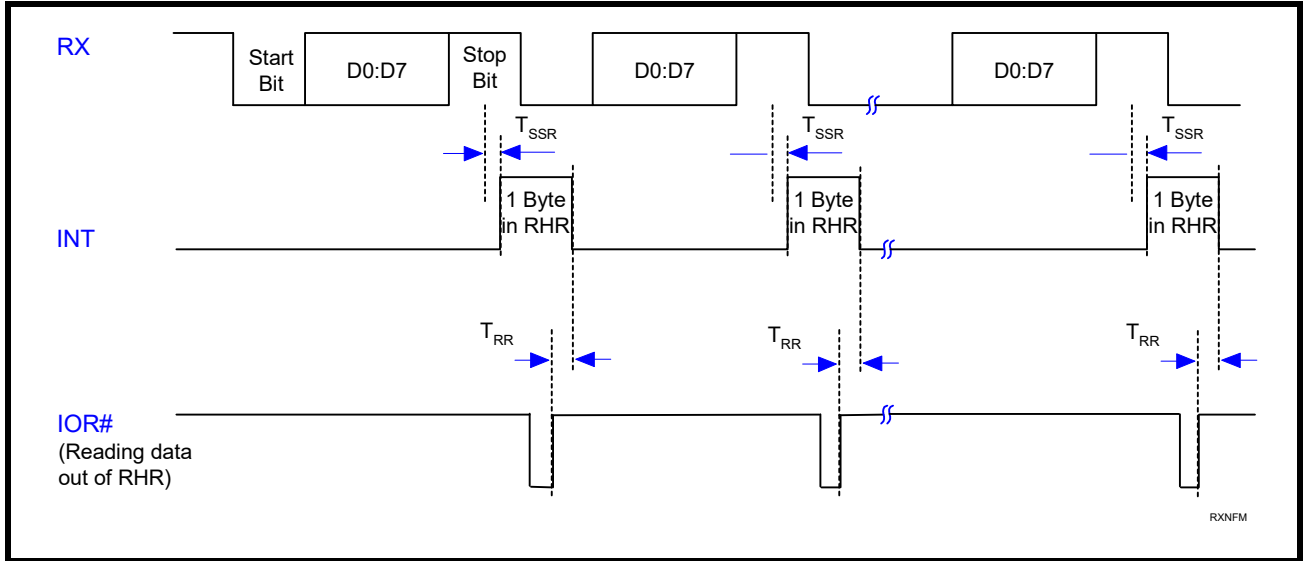 RX
Start
Bit
D0:D7
Stop
Bit
D0:D7
D0:D7
TSSR
TSSR
TSSR
1 Byte
in RHR
1 Byte
in RHR
1 Byte
in RHR
INT
TRR
TRR
TRR
IOR#
(Reading data
out of RHR)
RXNFM